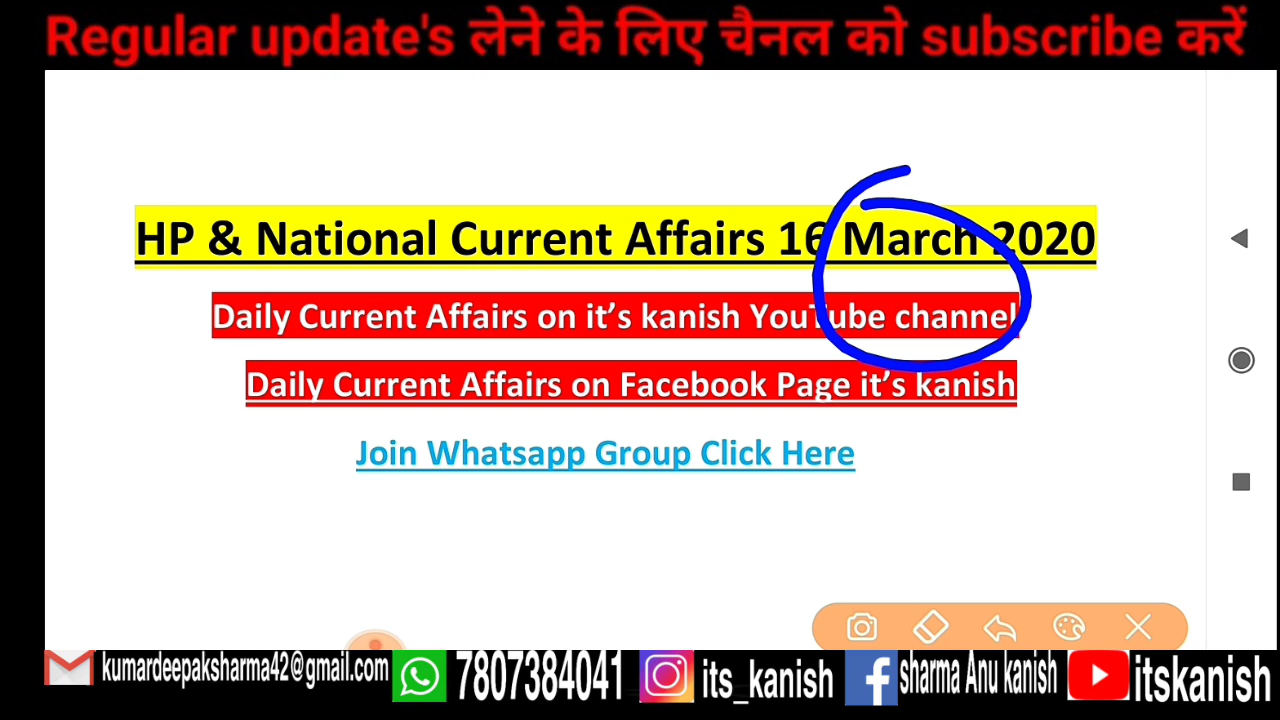 Regular update's लेने के लिए चैनल को subscribe करें
HP & National Current Affairs 16 March 2020
Daily Current Affairs on it’s kanish YouTube channel
Daily Current Affairs on Facebook Page it’s kanish
Join Whatsapp Group Click Here
kumardeepaksharma42@gmail.com 7807384041 its_kanish sharma Anu kanish itskanish